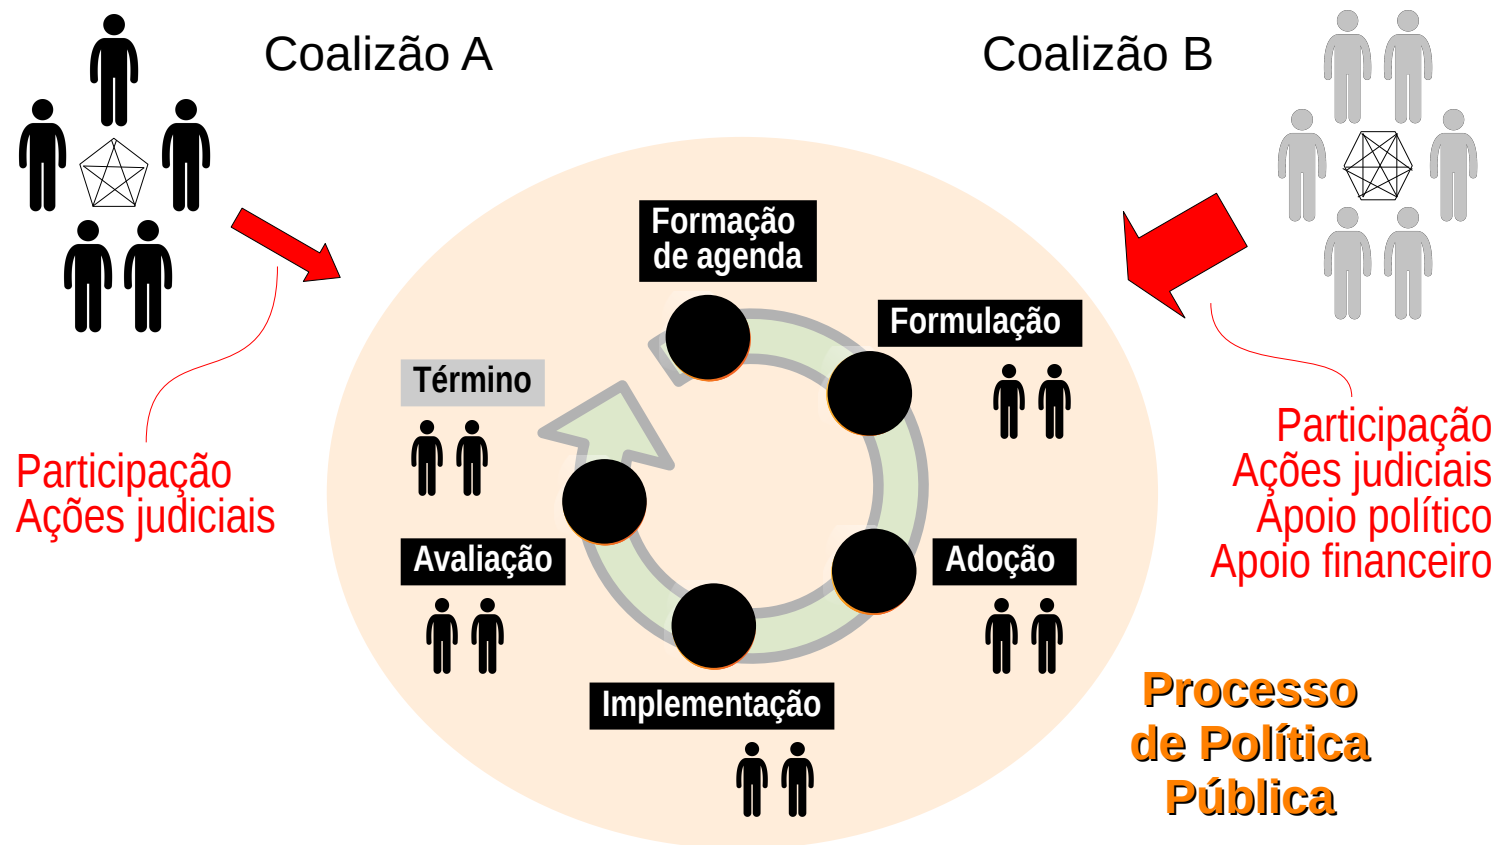 Coalizão A
Coalizão B
Formação
de agenda
Formulação
Término
Participação
Ações judiciais
Participação
Ações judiciais
Apoio político
Apoio financeiro
Avaliação
Adoção
Implementação
Processo
de Política
Pública